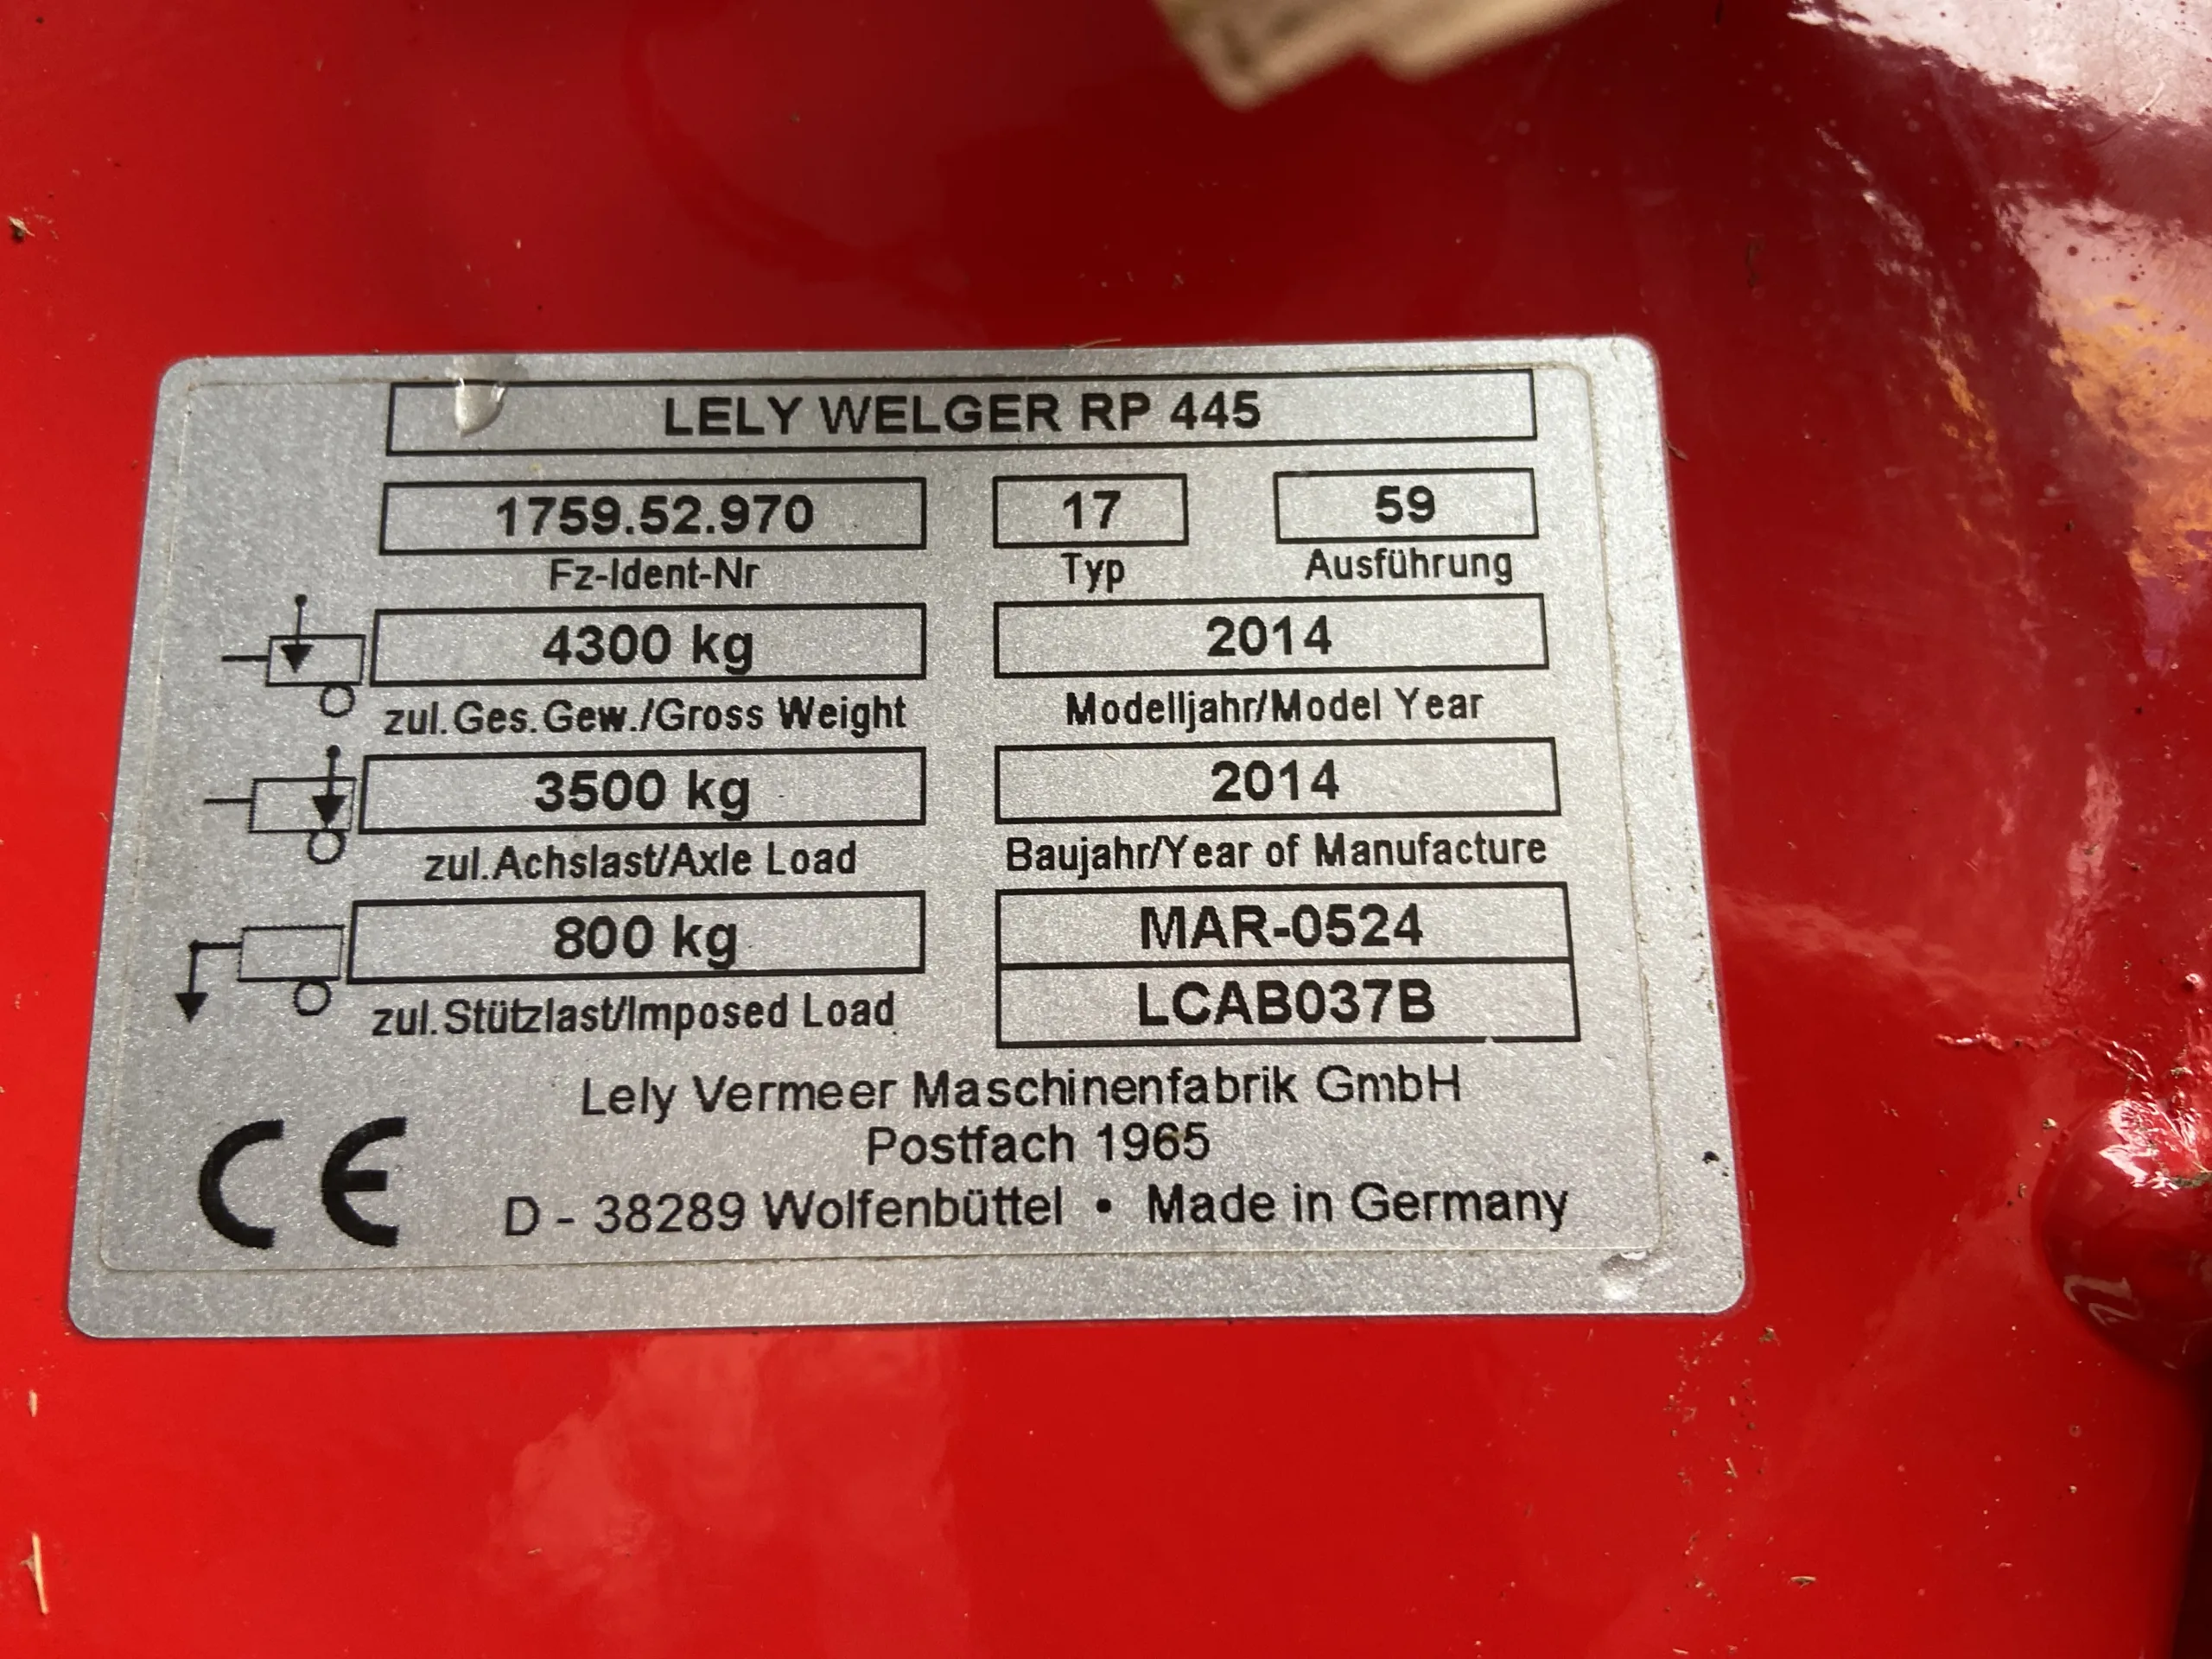 LELY WELGER RP 445
1759.52.970 17 59
Fz-Ident-Nr Typ Ausführung
4300 kg 2014
zul.Ges.Gew./Gross Weight Modelljahr/Model Year
3500 kg 2014
zul.Achslast/Axle Load Baujahr/Year of Manufacture
800 kg MAR-0524
zul.Stützlast/Imposed Load LCAB037B
Lely Vermeer Maschinenfabrik GmbH
Postfach 1965
CE D - 38289 Wolfenbüttel • Made in Germany